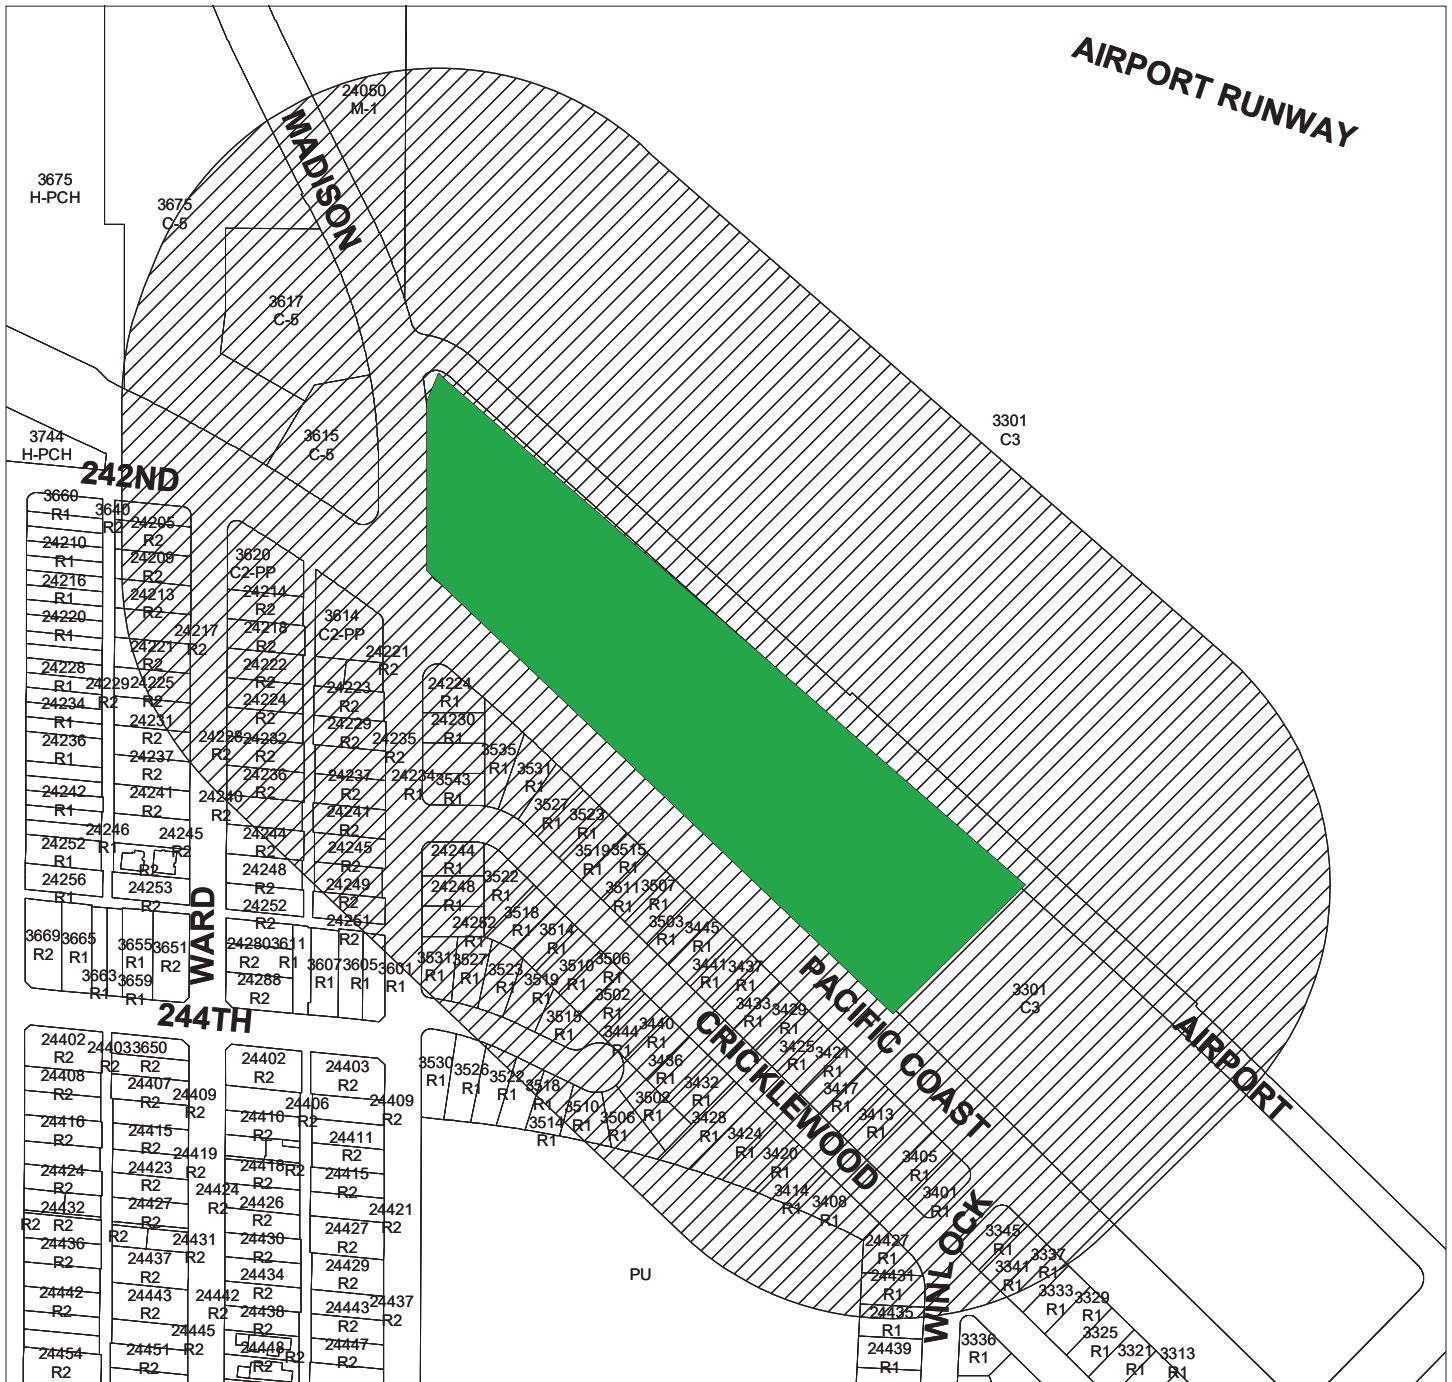 AIRPORT RUNWAY
24050
M-1
MADISON
3675
H-PCH
3675
C-5
3617
C-5
3615
C-5
3301
C3
3744
H-PCH
242ND
3660
R1
3640
R2
24205
R2
24210
R1
24209
R2
24216
R1
24213
R2
24220
R1
24217
R2
24221
R2
24228
R1
24229
R2
24225
R2
24234
R1
24231
R2
24236
R1
24237
R2
24242
R1
24241
R2
24246
R1
24245
R2
24252
R1
R2
24256
R1
24253
R2
3620
C2-PP
24214
R2
24218
R2
24222
R2
24224
R2
24228
R2
24232
R2
24236
R2
24240
R2
24244
R2
24248
R2
24252
R2
3614
C2-PP
24221
R2
24223
R2
24229
R2
24235
R2
24237
R2
24234
R1
24241
R2
24245
R2
24249
R2
24251
R2
24224
R1
24230
R1
3543
R1
3535
R1
3531
R1
3527
R1
3523
R1
3519
R1
3515
R1
3511
R1
3507
R1
3503
R1
3445
R1
3441
R1
3437
R1
3433
R1
3429
R1
3425
R1
3421
R1
3417
R1
3413
R1
3405
R1
3401
R1
24244
R1
24248
R1
24252
R1
3522
R1
3518
R1
3514
R1
3510
R1
3506
R1
3502
R1
3444
R1
3440
R1
3436
R1
3432
R1
3428
R1
3424
R1
3420
R1
3414
R1
3408
R1
3531
R1
3527
R1
3523
R1
3519
R1
3515
R1
WARD
3669
R2
3665
R1
3663
R1
3655
R1
3659
R1
3651
R2
24280
R2
3611
R1
24288
R2
3607
R1
3605
R1
3601
R1
244TH
PACIFIC COAST
CRICKLEWOOD
3301
C3
AIRPORT
WINLOCK
3530
R1
3526
R1
3522
R1
3518
R1
3514
R1
3510
R1
3506
R1
3502
R1
24402
R2
24403
R2
3650
R2
24408
R2
24407
R2
24409
R2
24416
R2
24415
R2
24419
R2
24424
R2
24423
R2
24424
R2
24432
R2
R2
24427
R2
R2
24431
R2
24436
R2
24437
R2
24442
R2
24443
R2
24442
R2
24445
R2
24454
R2
24451
R2
24402
R2
24406
R2
24410
R2
24418
R2
R2
24426
R2
24430
R2
24434
R2
24438
R2
24448
R2
R2
24403
R2
24409
R2
24411
R2
24415
R2
24421
R2
24427
R2
24429
R2
24443
R2
24437
R2
24447
R2
PU
24427
R1
24431
R1
24435
R1
24439
R1
3345
R1
3341
R1
3337
R1
3333
R1
3329
R1
3325
R1
3321
R1
3313
R1
3336
R1